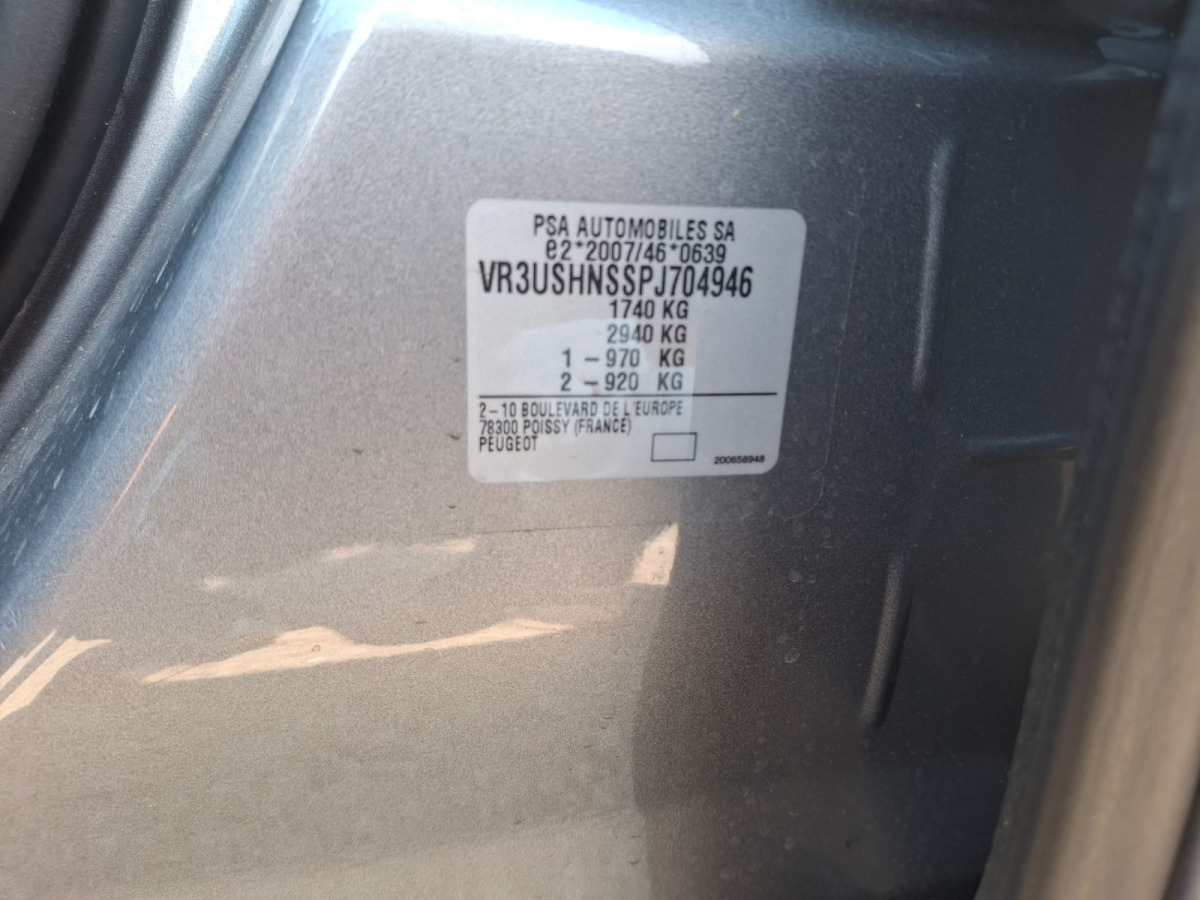 PSA AUTOMOBILES SA
e2*2007/46*0639
VR3USHNSSPJ704946
1740 KG
2940 KG
1 – 970 KG
2 – 920 KG
2–10 BOULEVARD DE L'EUROPE
78300 POISSY (FRANCE)
PEUGEOT
200658948